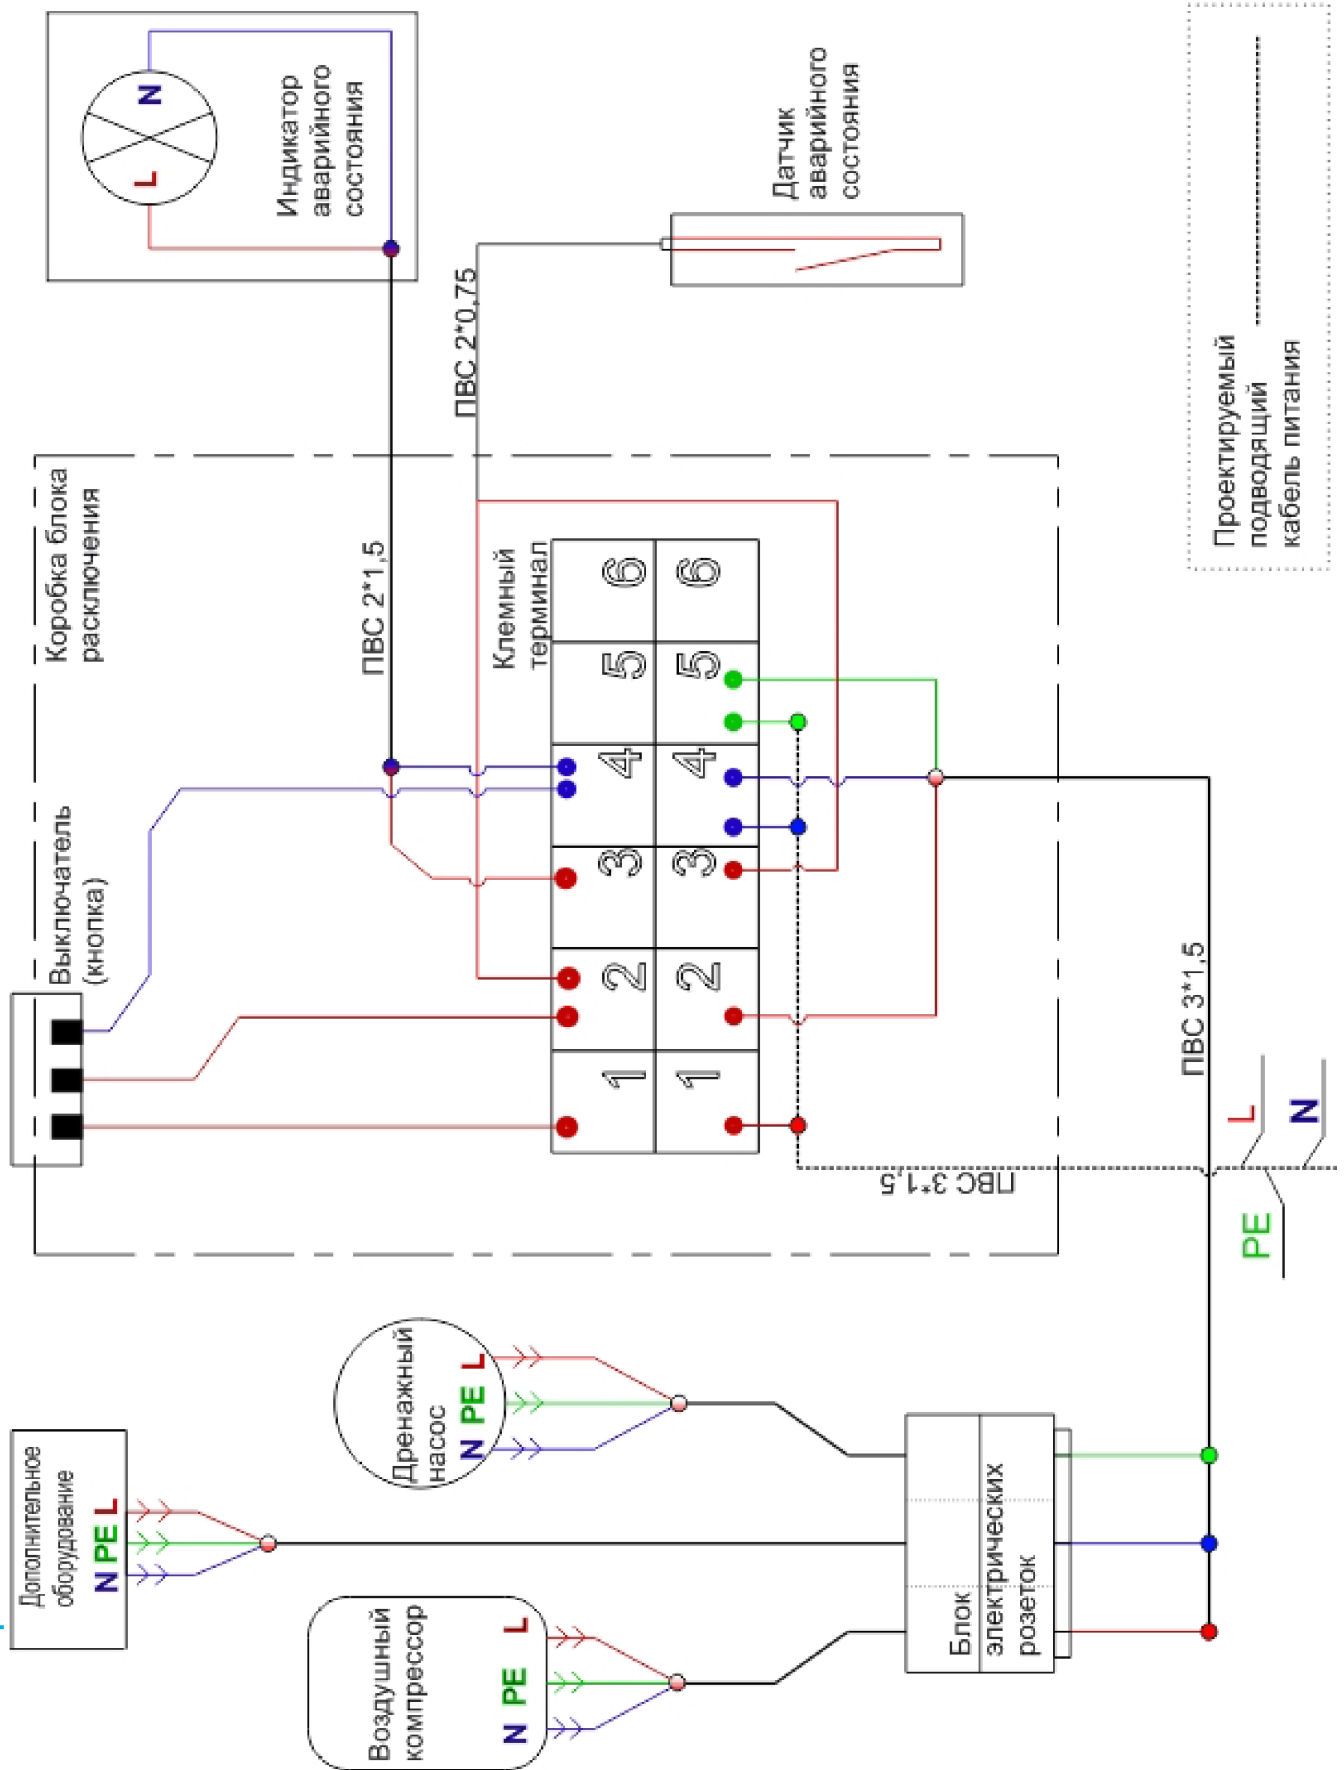 Дополнительное
оборудование
N PE L
Воздушный
компрессор
N PE L
Дренажный
насос
N PE L
Блок
электрических
розеток
Выключатель
(кнопка)
Коробка блока
расключения
ПВС 2*1,5
Клемный
терминал
1 2 3 4 5 6
1 2 3 4 5 6
ПВС 3*1,5
ПВС 3*1,5
PE
L
N
L N
Индикатор
аварийного
состояния
ПВС 2*0,75
Датчик
аварийного
состояния
Проектируемый
подводящий
кабель питания